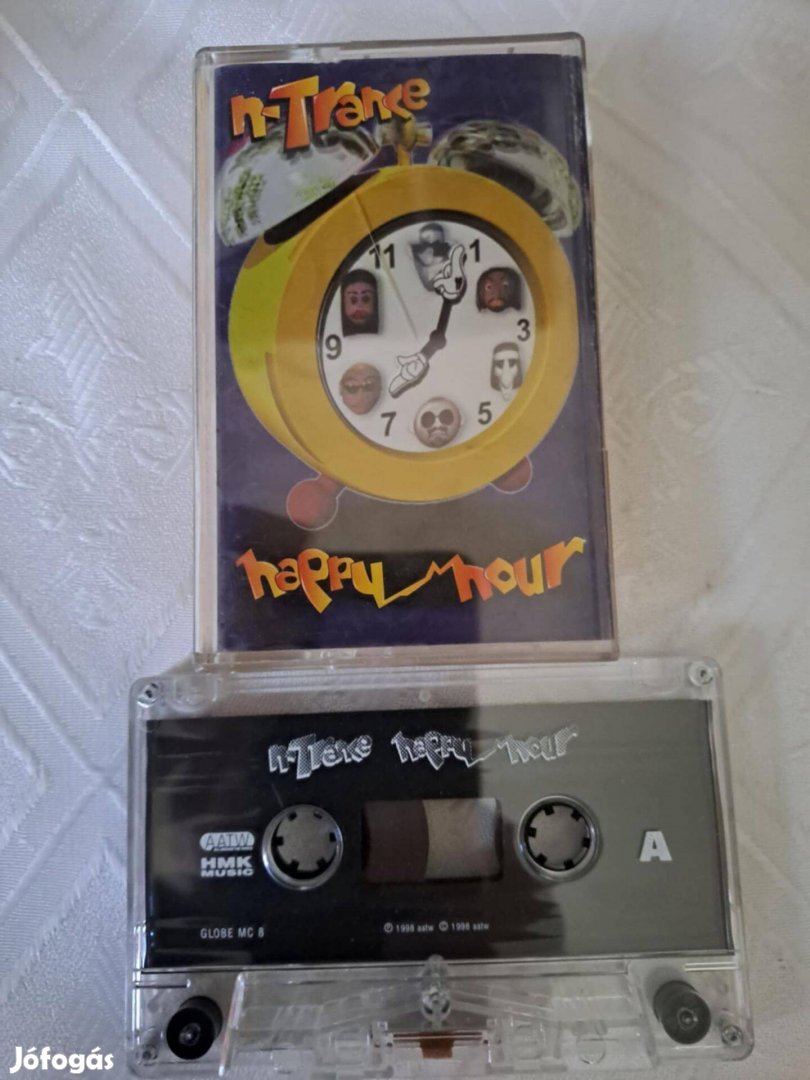 n-Trance
11 1
9 3
7 5
happy hour
n-Trance happy hour
AATW
HMK
MUSIC
A
GLOBE MC 8
℗ 1998 aatw © 1998 aatw
Jófogás